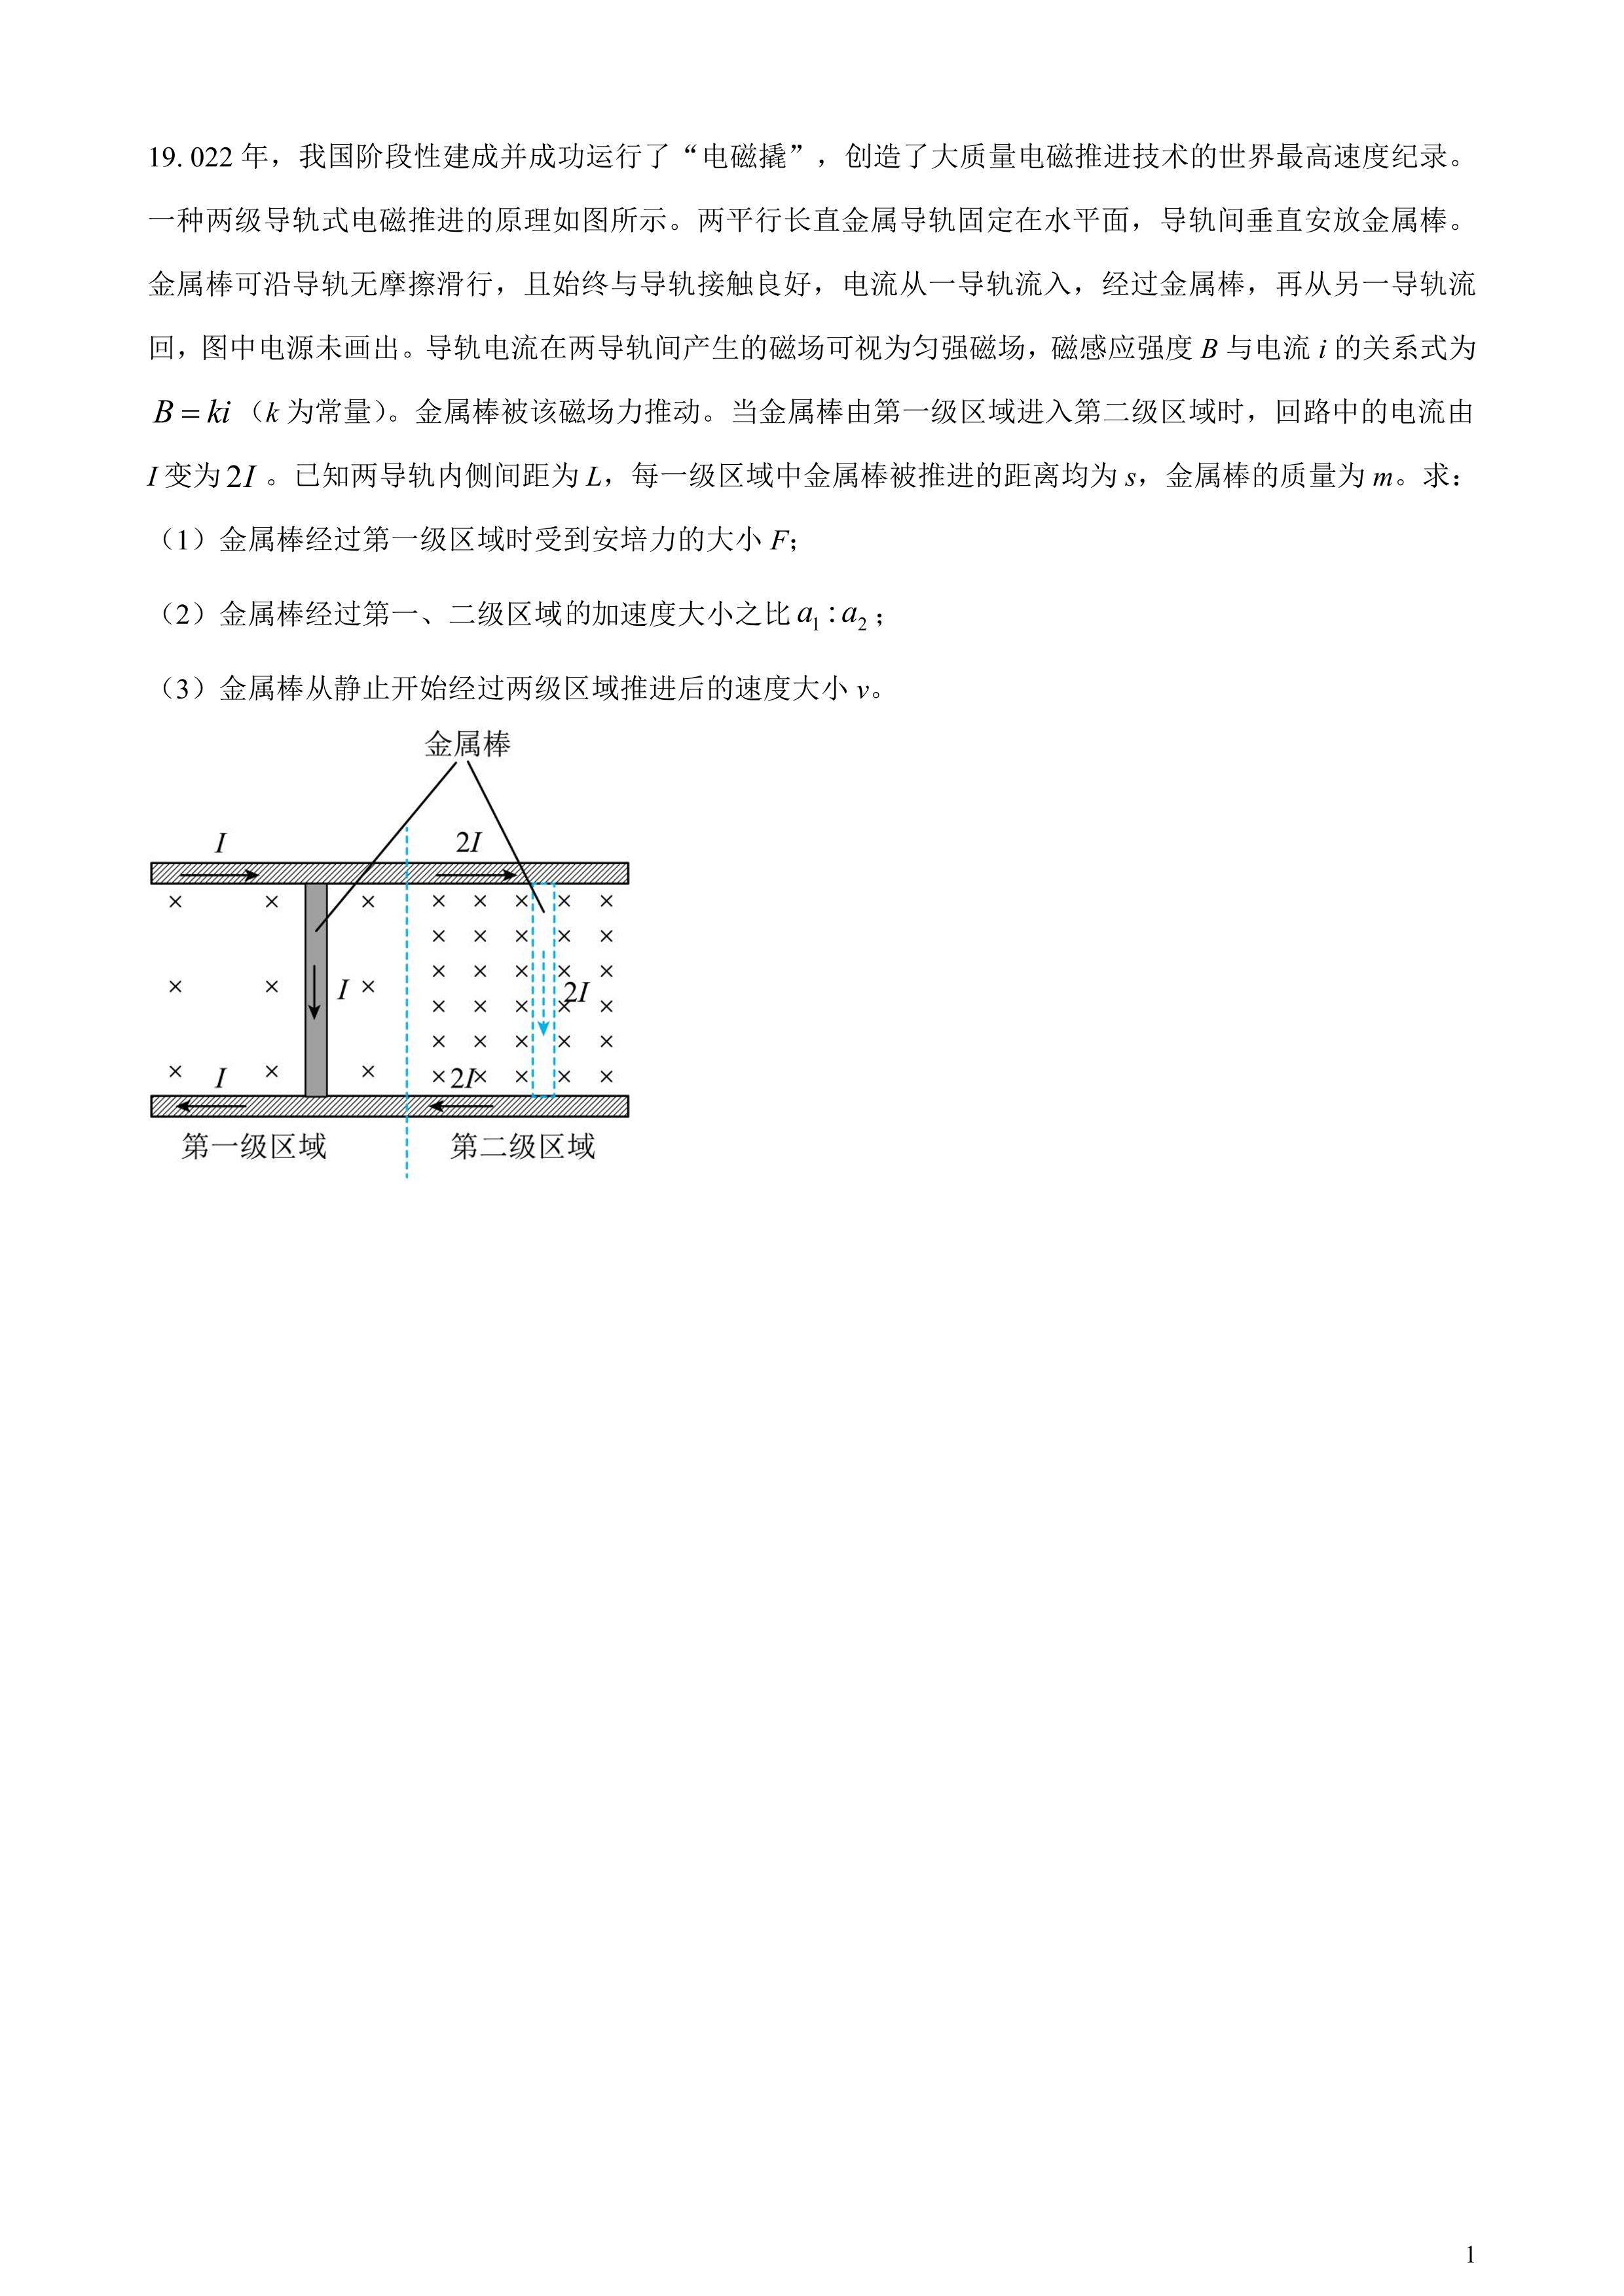 19. 022 年，我国阶段性建成并成功运行了“电磁撬”，创造了大质量电磁推进技术的世界最高速度纪录。
一种两级导轨式电磁推进的原理如图所示。两平行长直金属导轨固定在水平面，导轨间垂直安放金属棒。
金属棒可沿导轨无摩擦滑行，且始终与导轨接触良好，电流从一导轨流入，经过金属棒，再从另一导轨流
回，图中电源未画出。导轨电流在两导轨间产生的磁场可视为匀强磁场，磁感应强度 B 与电流 i 的关系式为
B = ki（k 为常量）。金属棒被该磁场力推动。当金属棒由第一级区域进入第二级区域时，回路中的电流由
I 变为 2I 。已知两导轨内侧间距为 L，每一级区域中金属棒被推进的距离均为 s，金属棒的质量为 m。求：
（1）金属棒经过第一级区域时受到安培力的大小 F；
（2）金属棒经过第一、二级区域的加速度大小之比 a₁ : a₂；
（3）金属棒从静止开始经过两级区域推进后的速度大小 v。
金属棒
I 2I
I 2I
I 2I
第一级区域 第二级区域
1